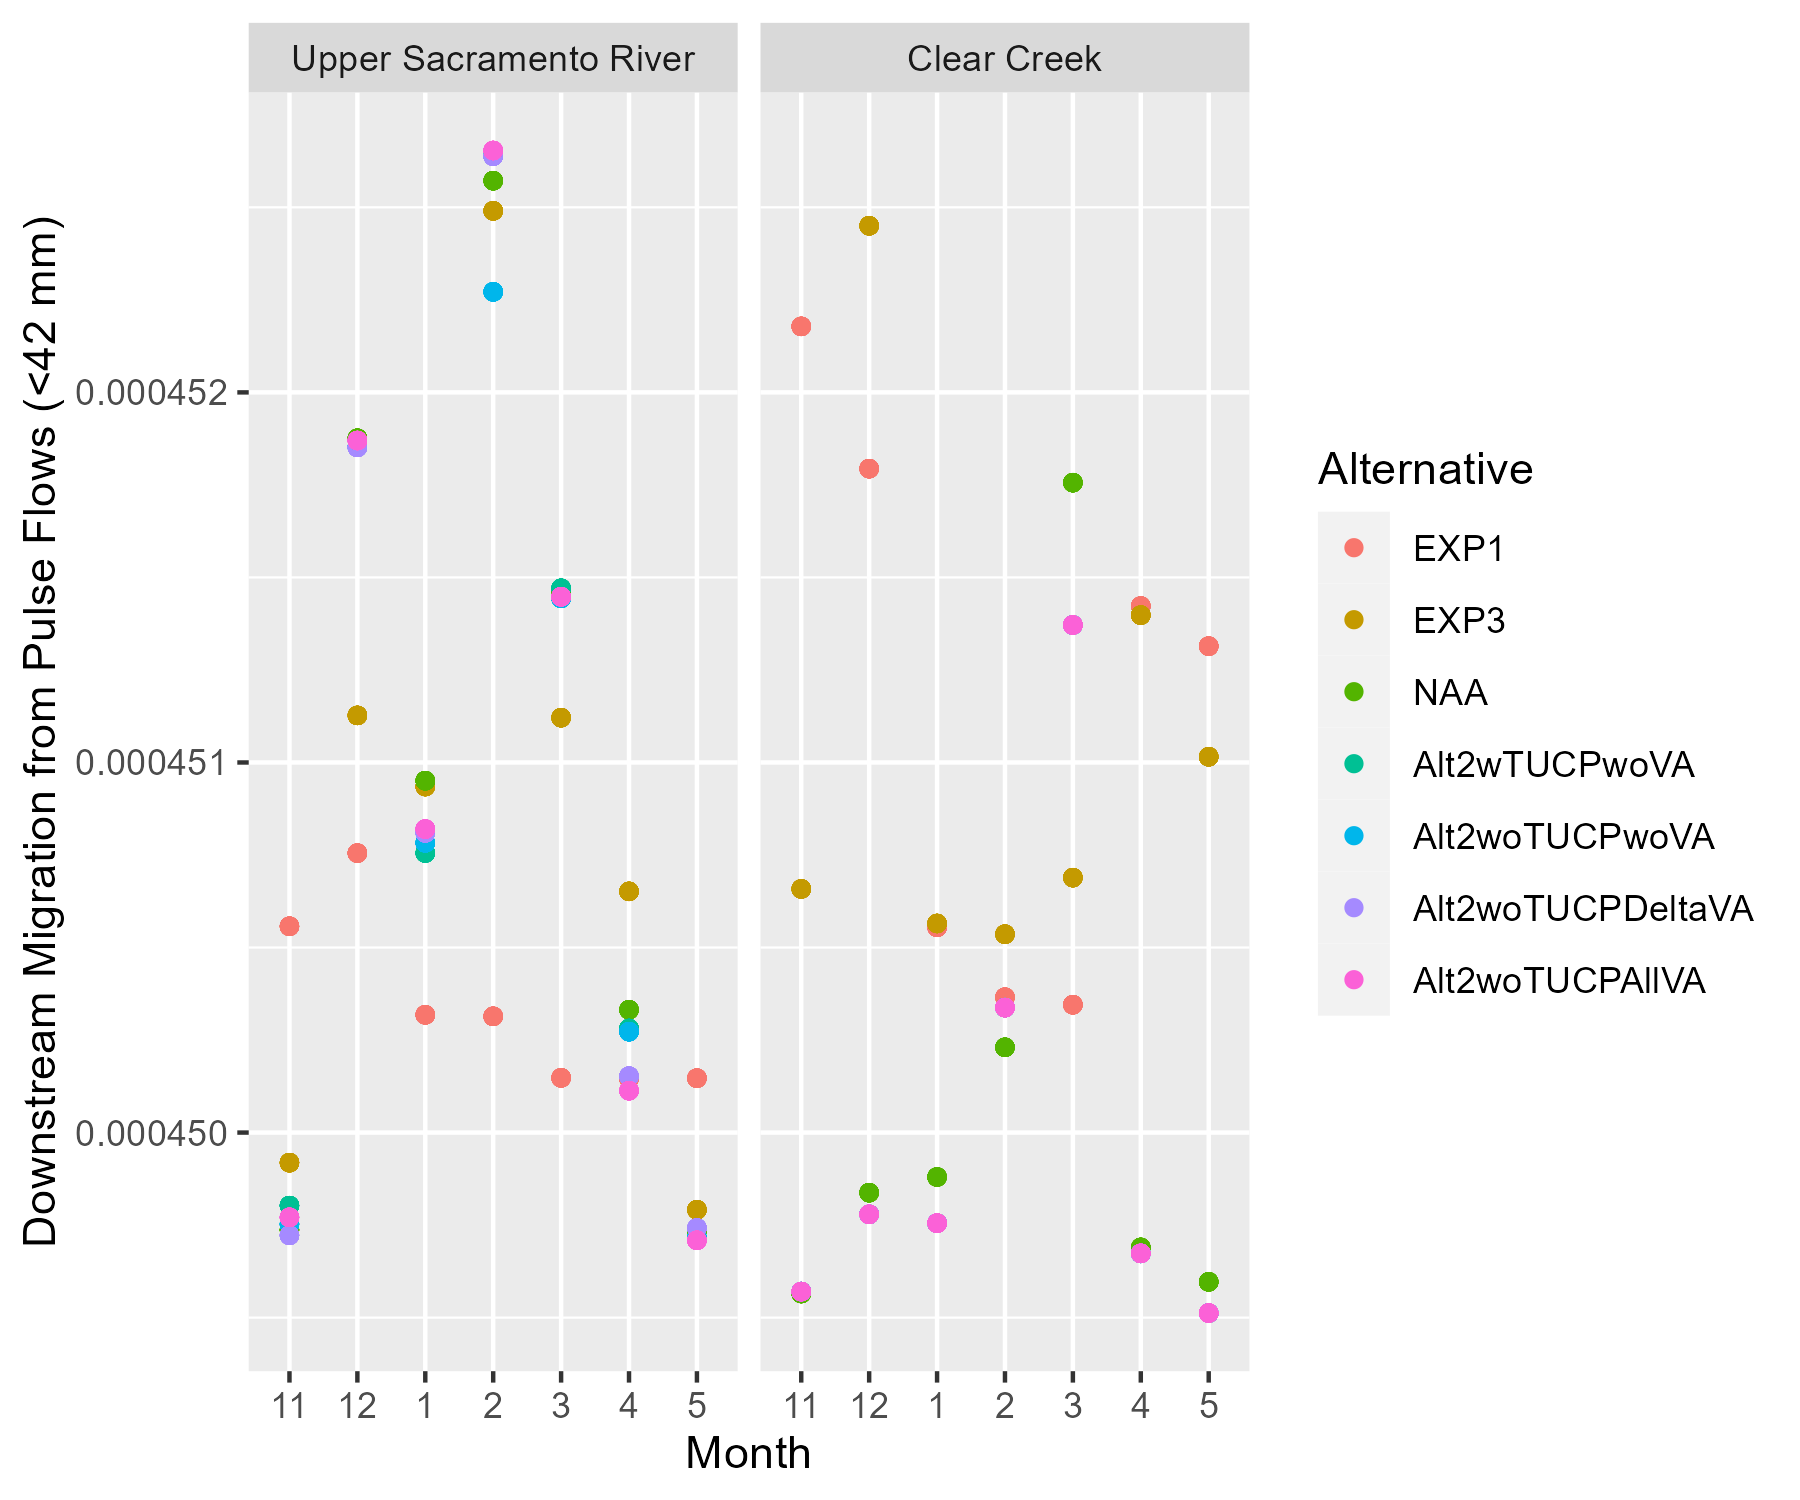 Upper Sacramento River
Clear Creek
Downstream Migration from Pulse Flows (<42 mm)
0.000452
0.000451
0.000450
11 12 1 2 3 4 5
11 12 1 2 3 4 5
Month
Alternative
EXP1
EXP3
NAA
Alt2wTUCPwoVA
Alt2woTUCPwoVA
Alt2woTUCPDeltaVA
Alt2woTUCPAllVA